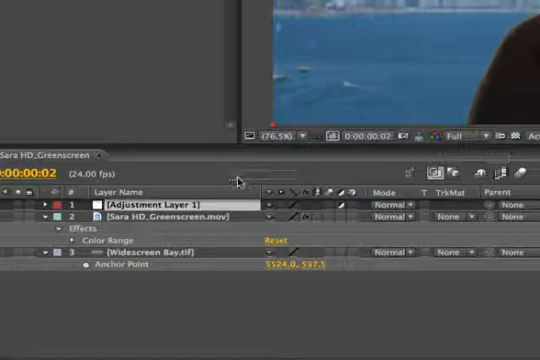 (76.5%) 0:00:00:02 Full
Sara HD_Greenscreen
0:00:00:02 (24.00 fps)
# Layer Name Mode T TrkMat Parent
1 [Adjustment Layer 1] Normal None
2 [Sara HD_Greenscreen.mov] Normal None None
Effects
Color Range Reset
3 [Widescreen Bay.tif] Normal None None
Anchor Point 5524.0, 537.5